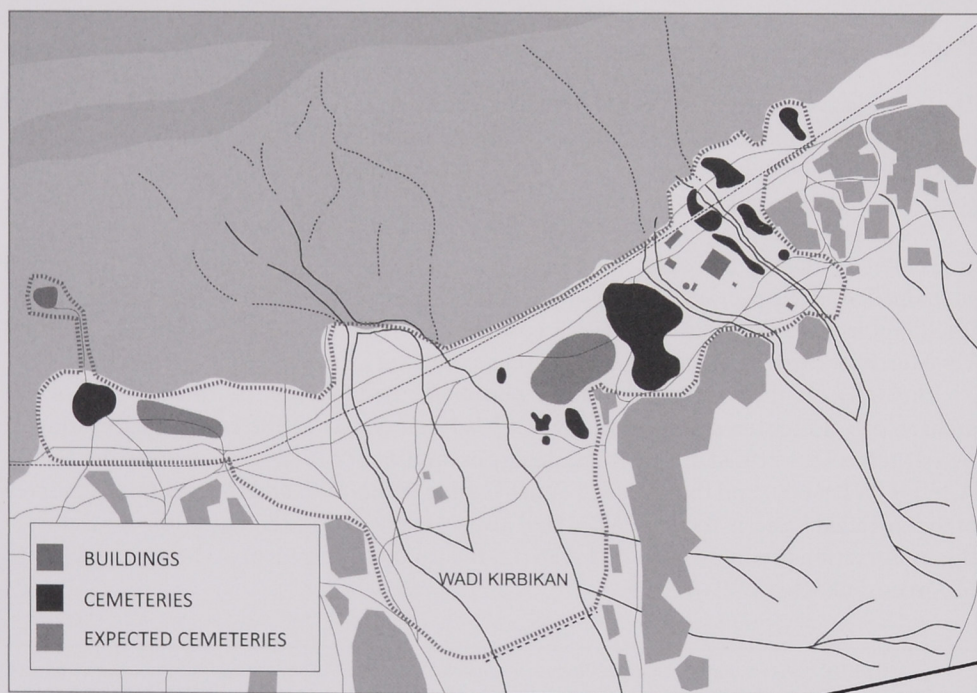 BUILDINGS
CEMETERIES
EXPECTED CEMETERIES
WADI KIRBIKAN